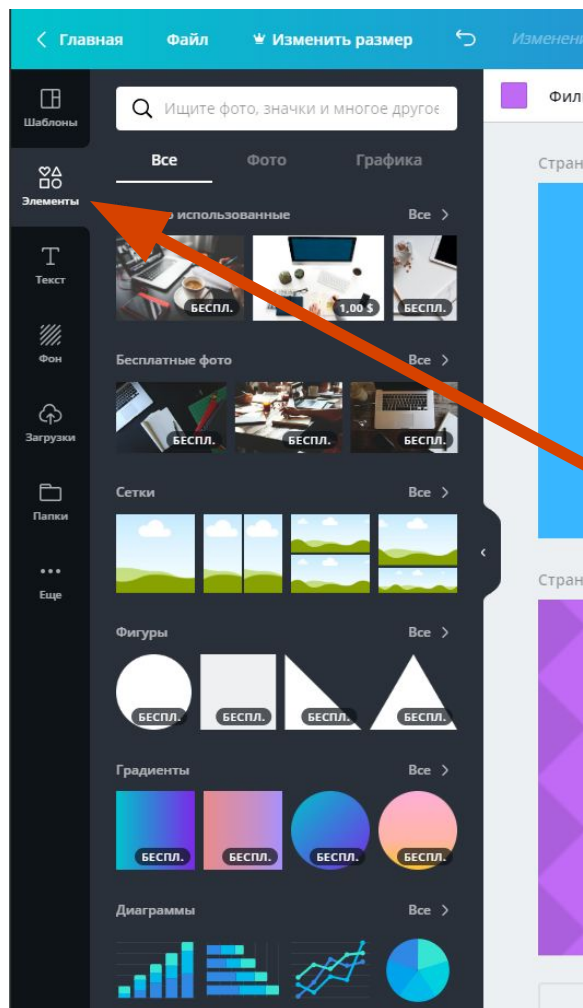 Главная Файл Изменить размер Изменени
Шаблоны
Ищите фото, значки и многое другое
Фил
Все Фото Графика
Стран
Элементы
использованные Все
БЕСПЛ. 1,00 $ БЕСПЛ.
Текст
Фон
Бесплатные фото Все
БЕСПЛ. БЕСПЛ. БЕСПЛ.
Загрузки
Папки
Сетки Все
Еще
Стран
Фигуры Все
БЕСПЛ. БЕСПЛ. БЕСПЛ. БЕСПЛ.
Градиенты Все
БЕСПЛ. БЕСПЛ. БЕСПЛ. БЕСПЛ.
Диаграммы Все